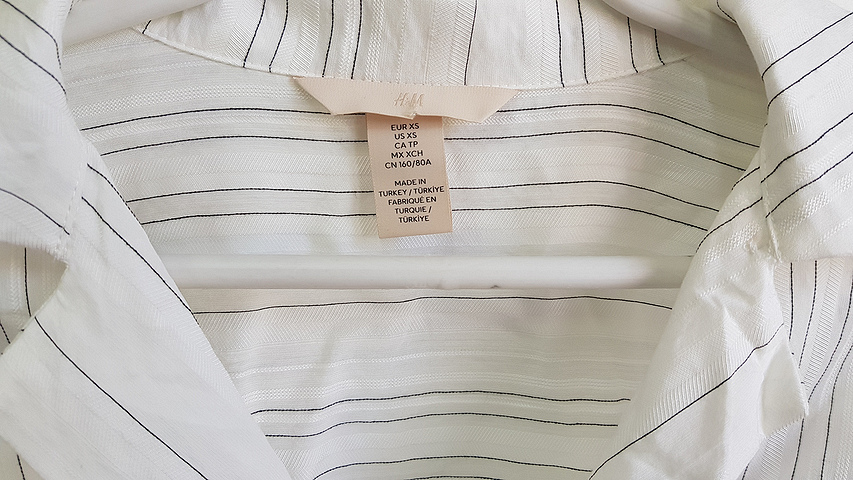 H&M
EUR XS
US XS
CA TP
MX XCH
CN 160/80A
MADE IN
TURKEY / TÜRKİYE
FABRIQUÉ EN
TURQUIE /
TÜRKİYE